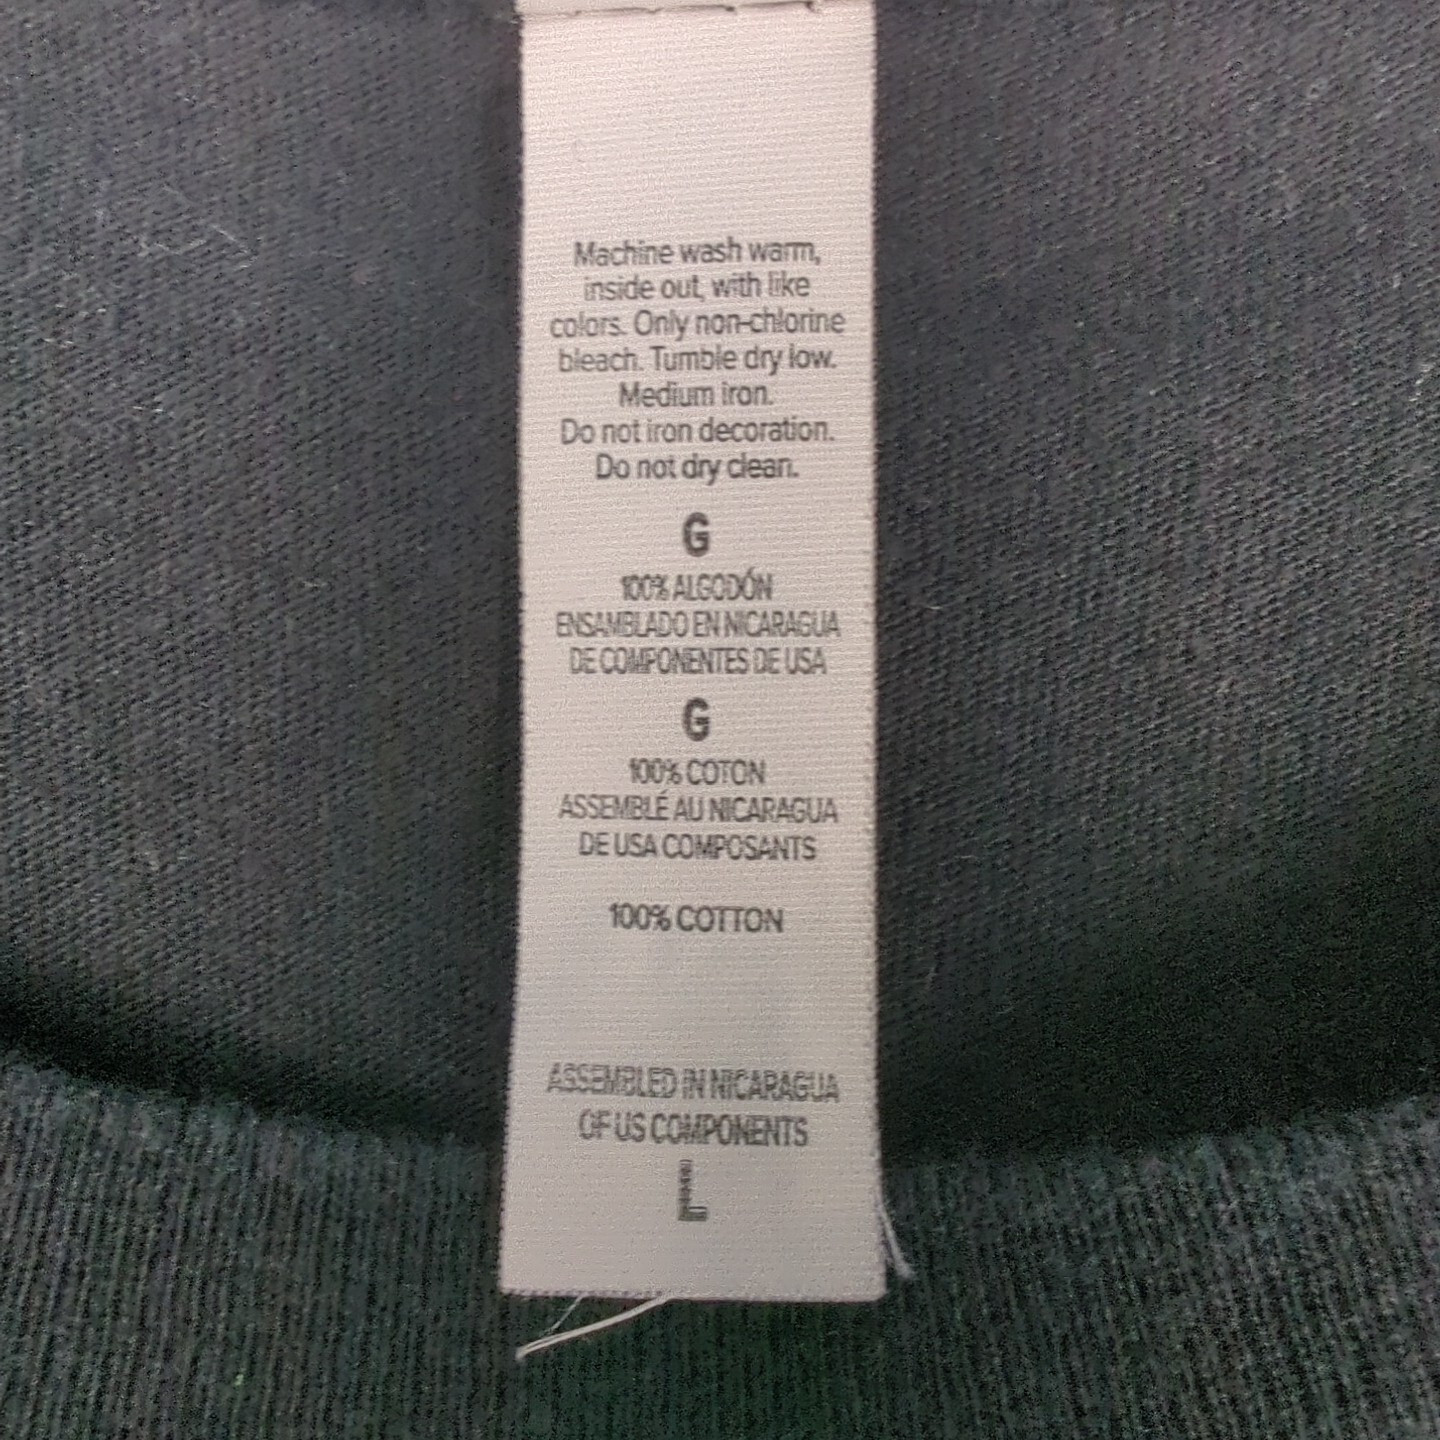 Machine wash warm,
inside out, with like
colors. Only non-chlorine
bleach. Tumble dry low.
Medium iron.
Do not iron decoration.
Do not dry clean.
G
100% ALGODÓN
ENSAMBLADO EN NICARAGUA
DE COMPONENTES DE USA
G
100% COTON
ASSEMBLÉ AU NICARAGUA
DE USA COMPOSANTS
100% COTTON
ASSEMBLED IN NICARAGUA
OF US COMPONENTS
L